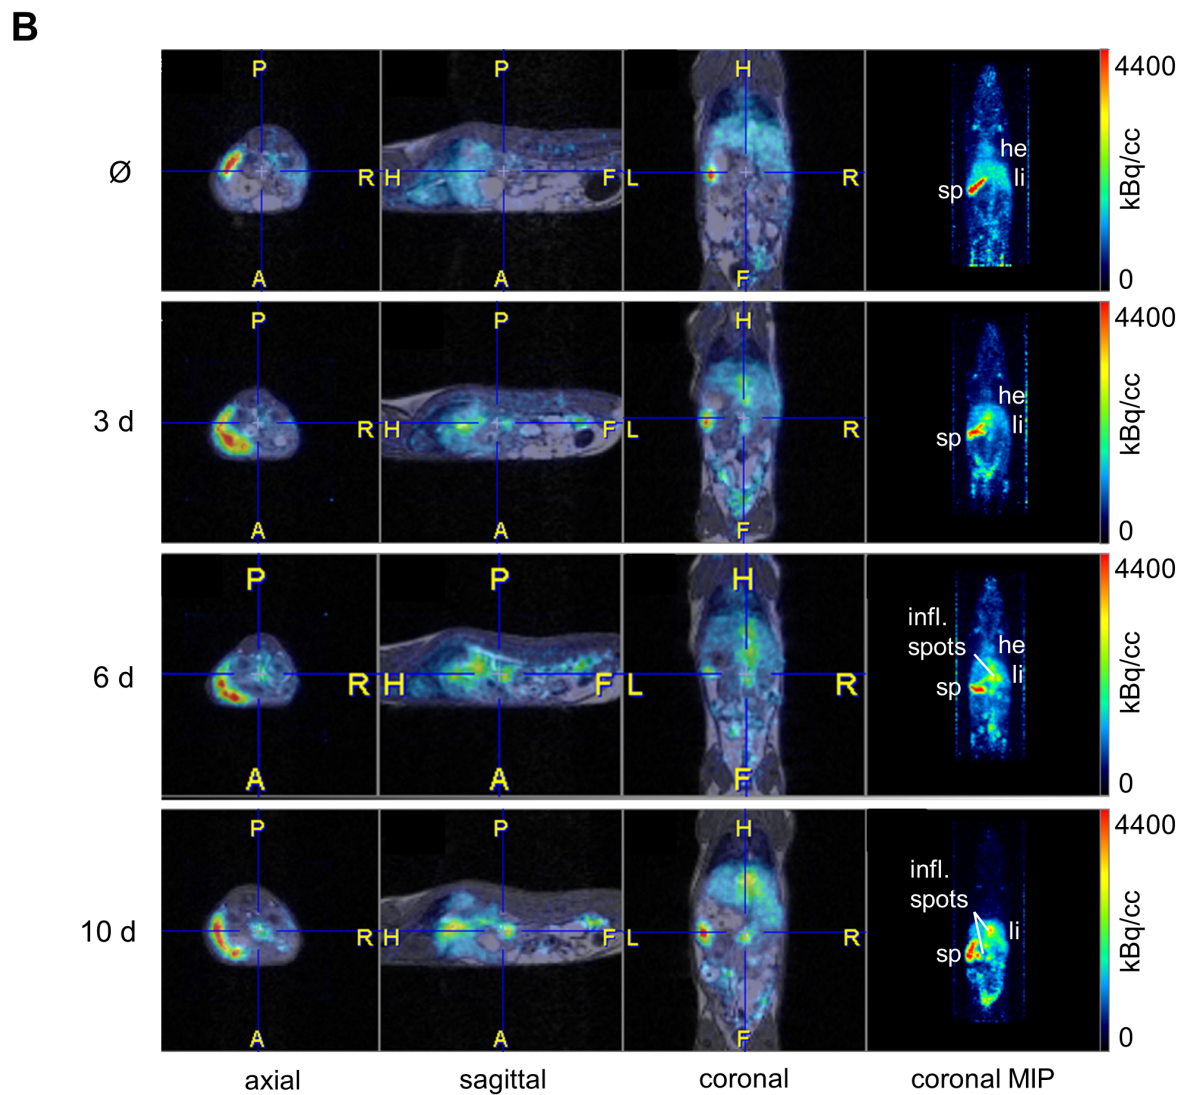 B
P P H 4400
Ø R H F L R he li sp kBq/cc
A A F 0
P P H 4400
3 d R H F L R he li sp kBq/cc
A A F 0
P P H 4400
infl.
spots
6 d R H F L R he li sp kBq/cc
A A F 0
P P H 4400
infl.
spots
10 d R H F L R li sp kBq/cc
A A F 0
axial sagittal coronal coronal MIP